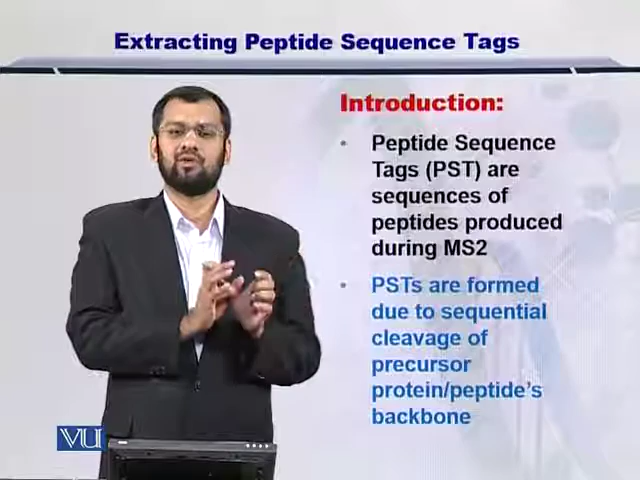 Extracting Peptide Sequence Tags
Introduction:
• Peptide Sequence
Tags (PST) are
sequences of
peptides produced
during MS2
• PSTs are formed
due to sequential
cleavage of
precursor
protein/peptide's
backbone
VU